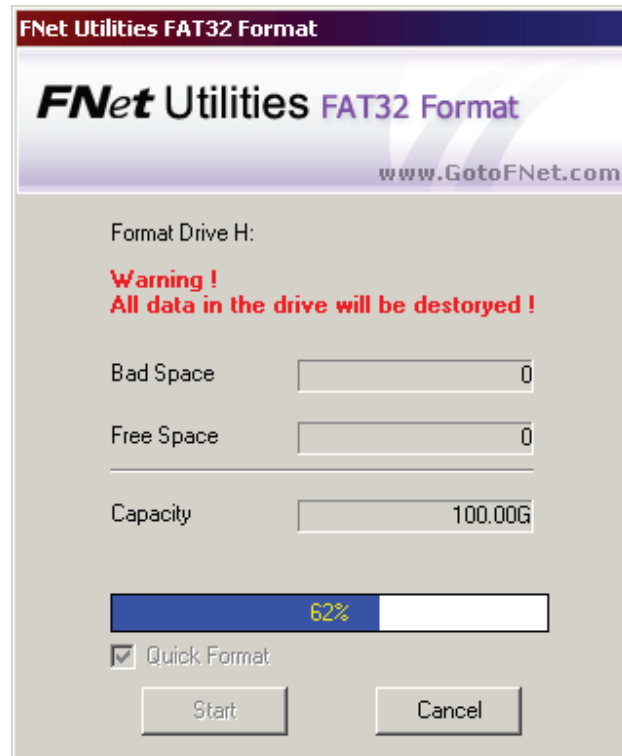 FNet Utilities FAT32 Format
FNet Utilities FAT32 Format
www.GotoFNet.com
Format Drive H:
Warning !
All data in the drive will be destoryed !
Bad Space 0
Free Space 0
Capacity 100.00G
62%
Quick Format
Start Cancel